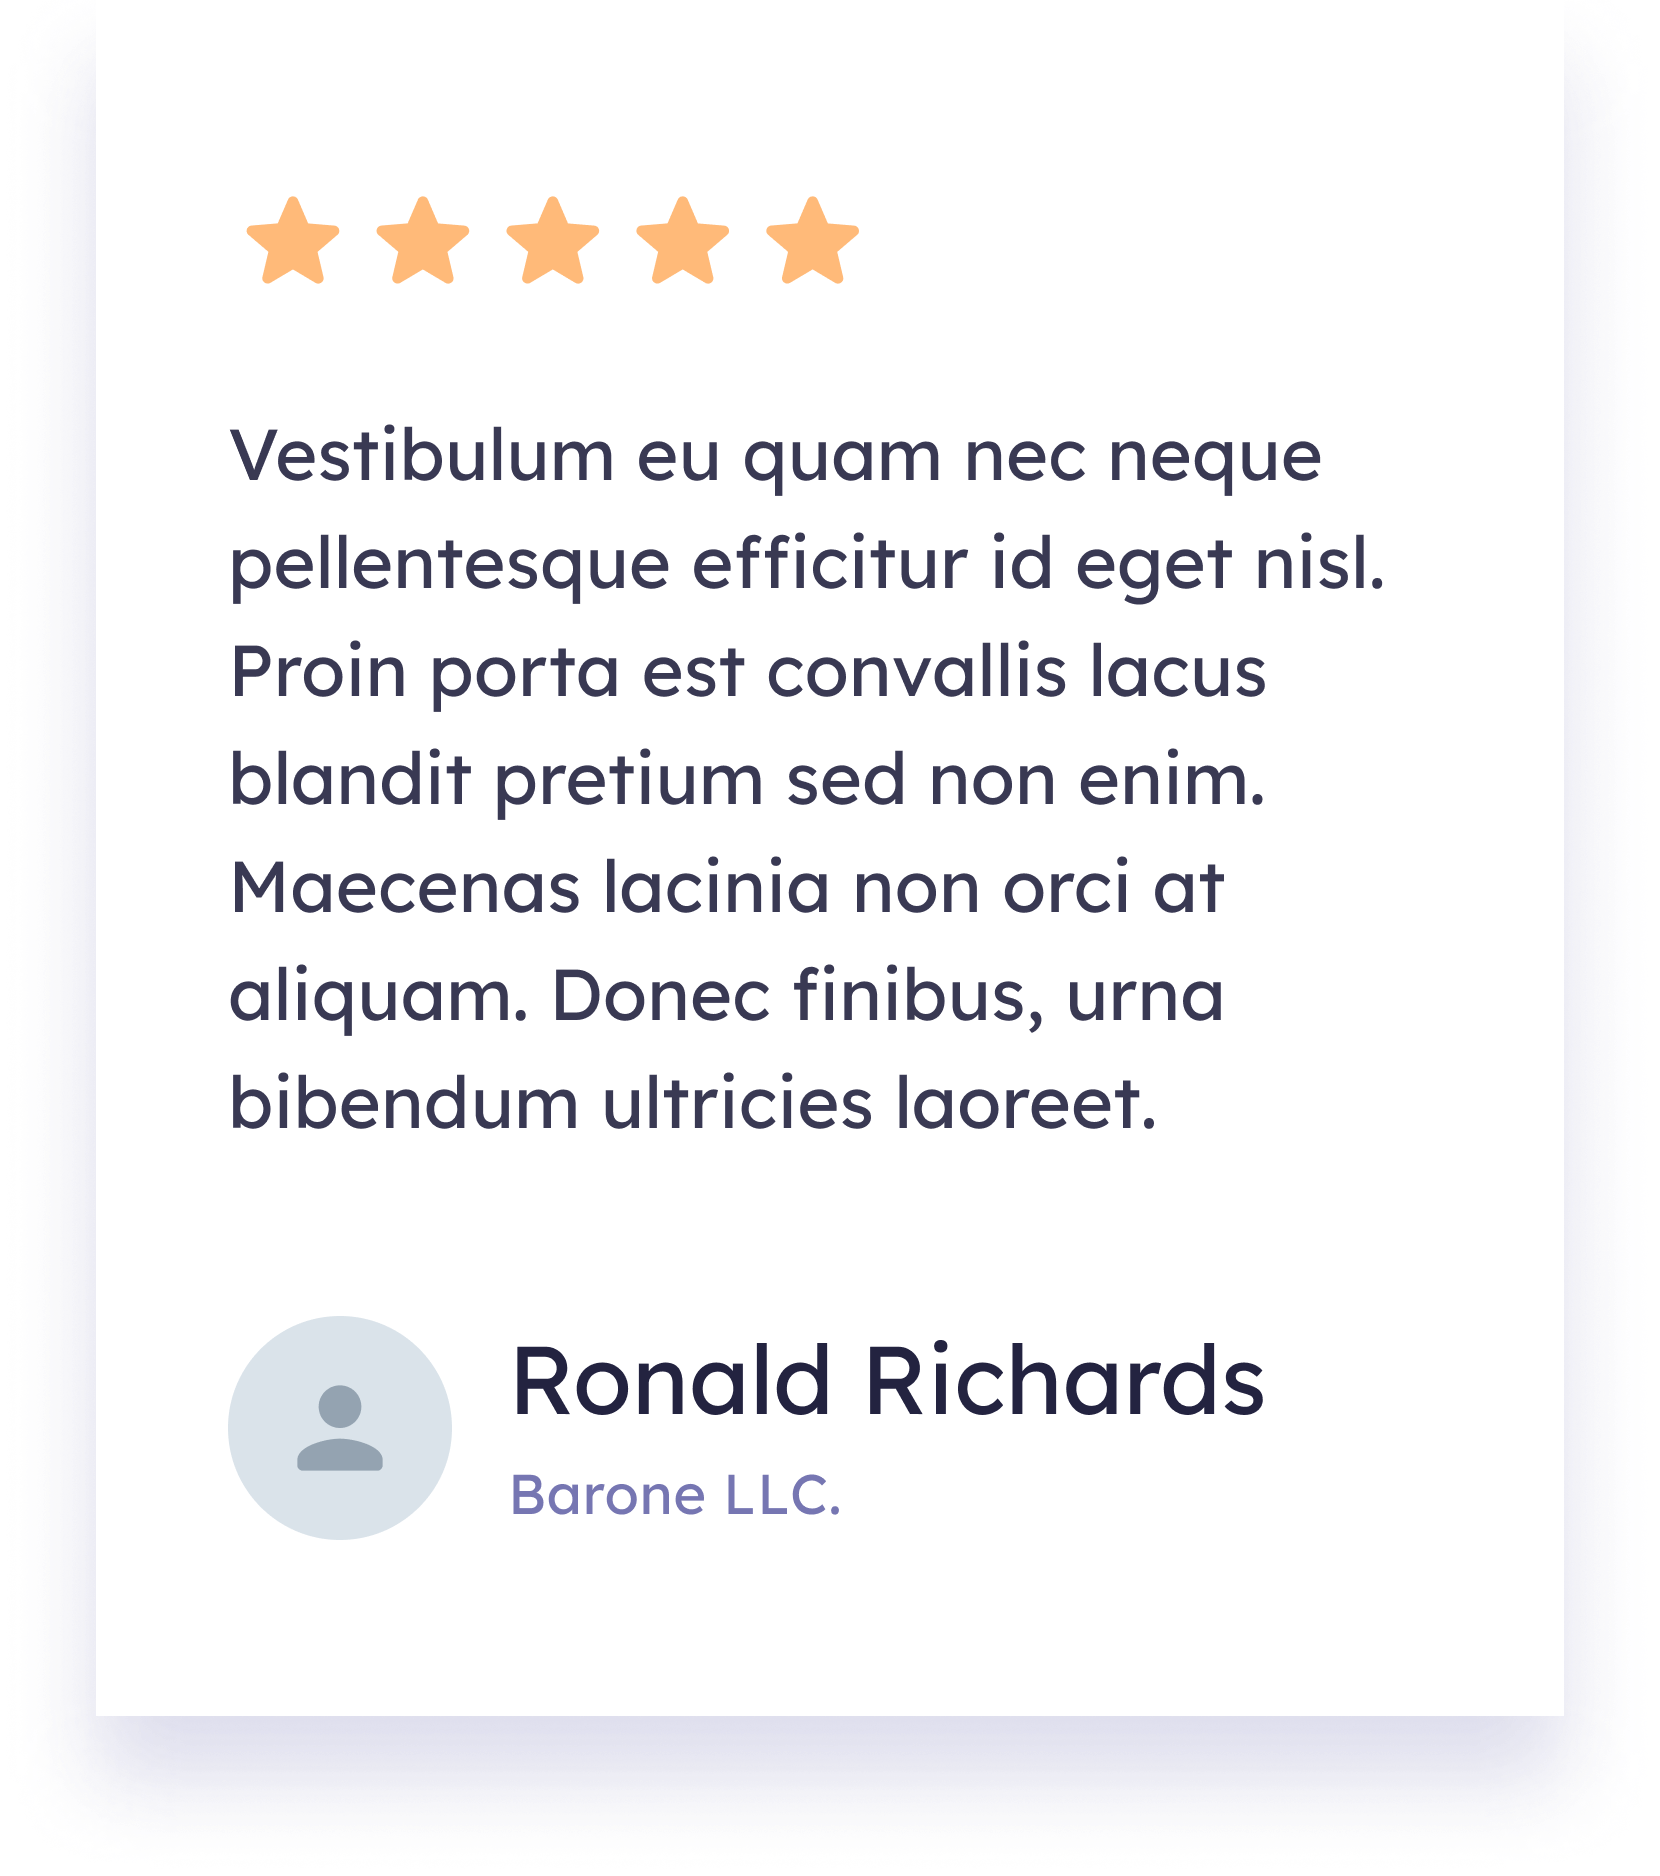 Vestibulum eu quam nec neque
pellentesque efficitur id eget nisl.
Proin porta est convallis lacus
blandit pretium sed non enim.
Maecenas lacinia non orci at
aliquam. Donec finibus, urna
bibendum ultricies laoreet.
Ronald Richards
Barone LLC.